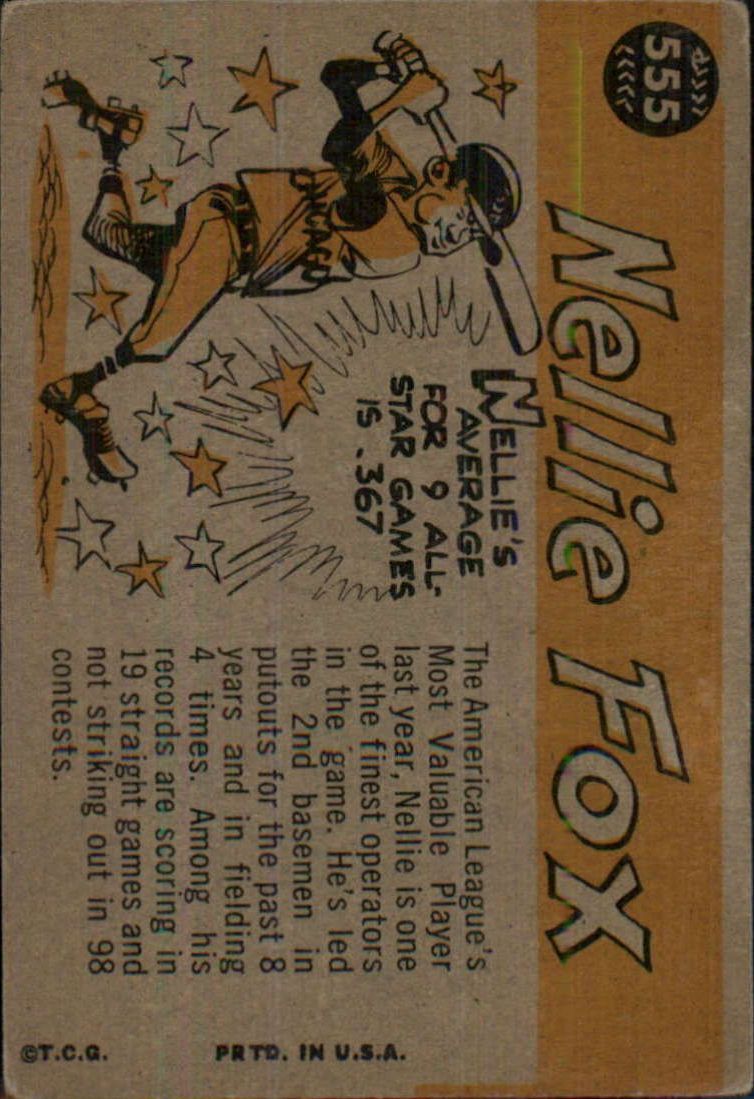 555
Nellie Fox
NELLIE'S
AVERAGE
FOR 9 ALL-
STAR GAMES
IS .367
CHICAGO
The American League's
Most Valuable Player
last year, Nellie is one
of the finest operators
in the game. He's led
the 2nd basemen in
putouts for the past 8
years and in fielding
4 times. Among his
records are scoring in
19 straight games and
not striking out in 98
contests.
©T.C.G.
PRTD. IN U.S.A.